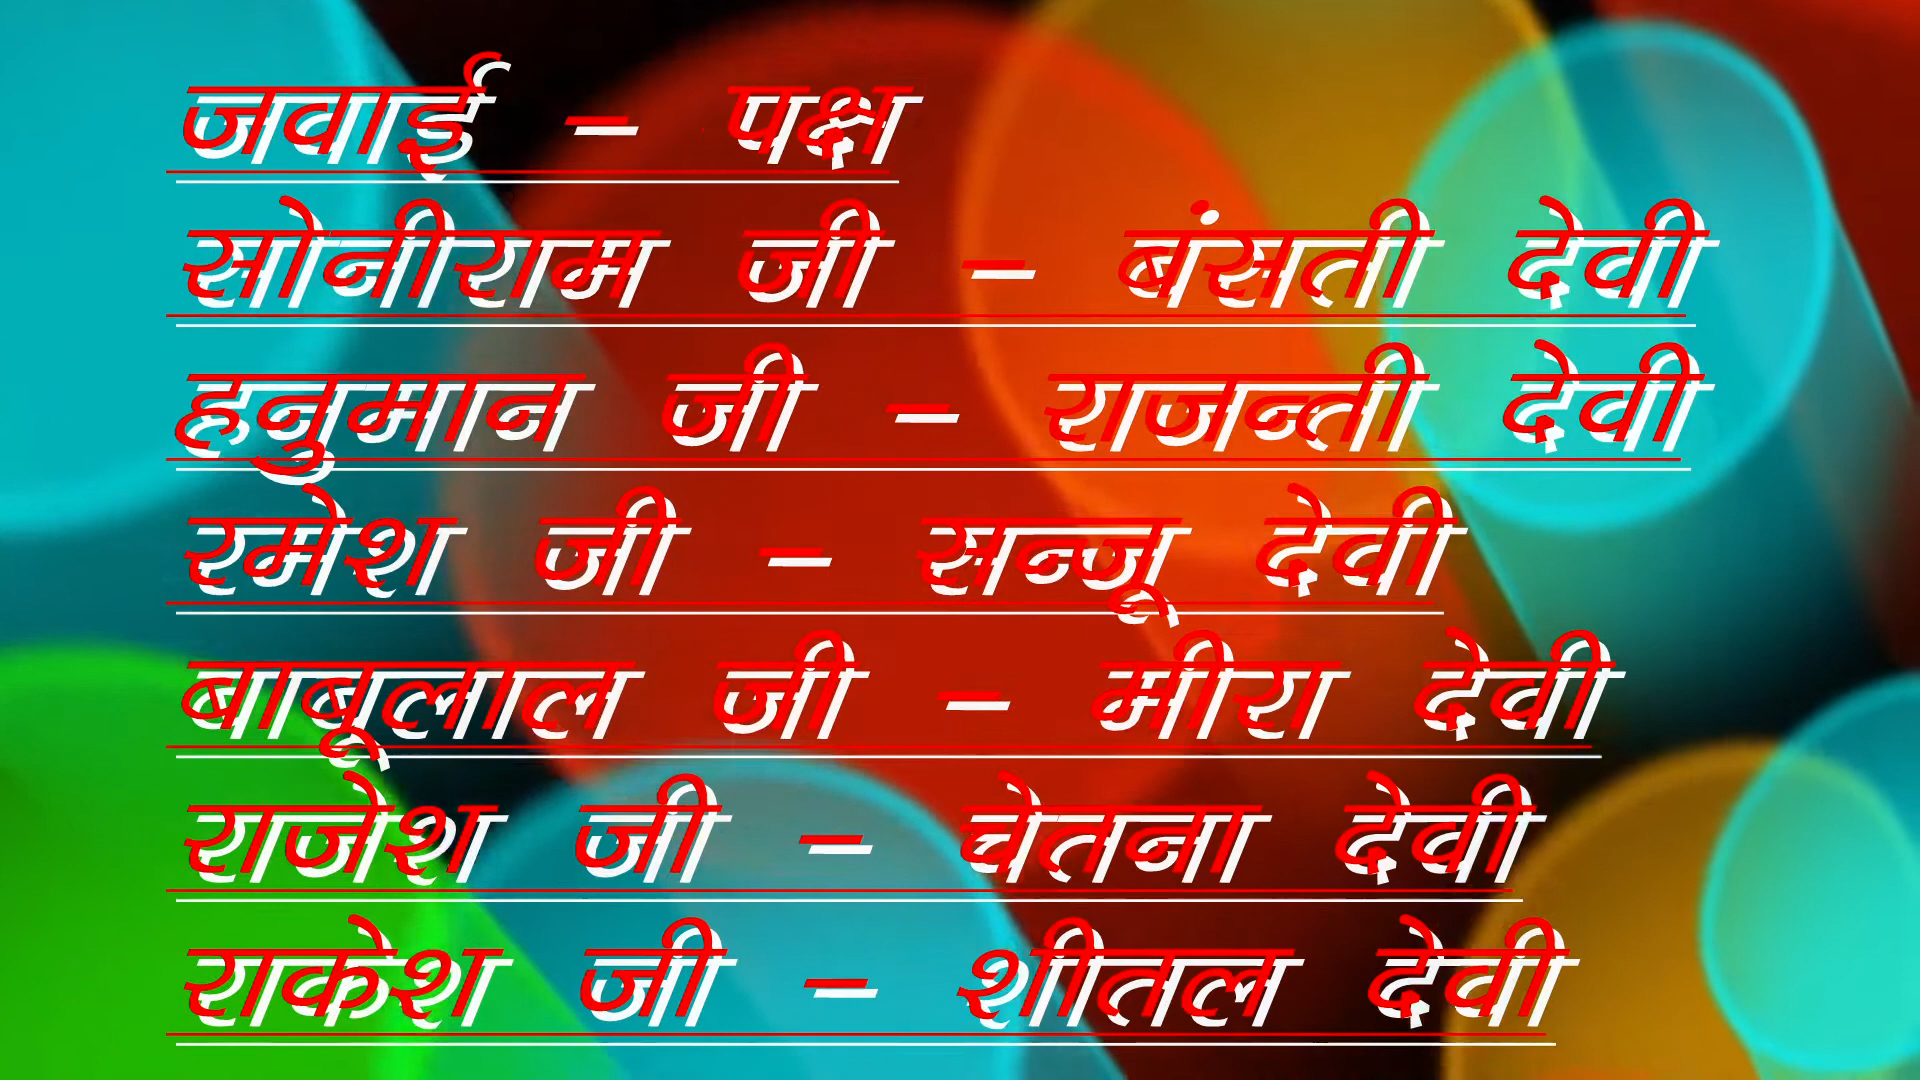 जवाई - पक्ष
सोनीराम जी - बंसती देवी
हनुमान जी - राजन्ती देवी
रमेश जी - सन्जू देवी
बाबूलाल जी - मीरा देवी
राजेश जी - चेतना देवी
राकेश जी - शीतल देवी